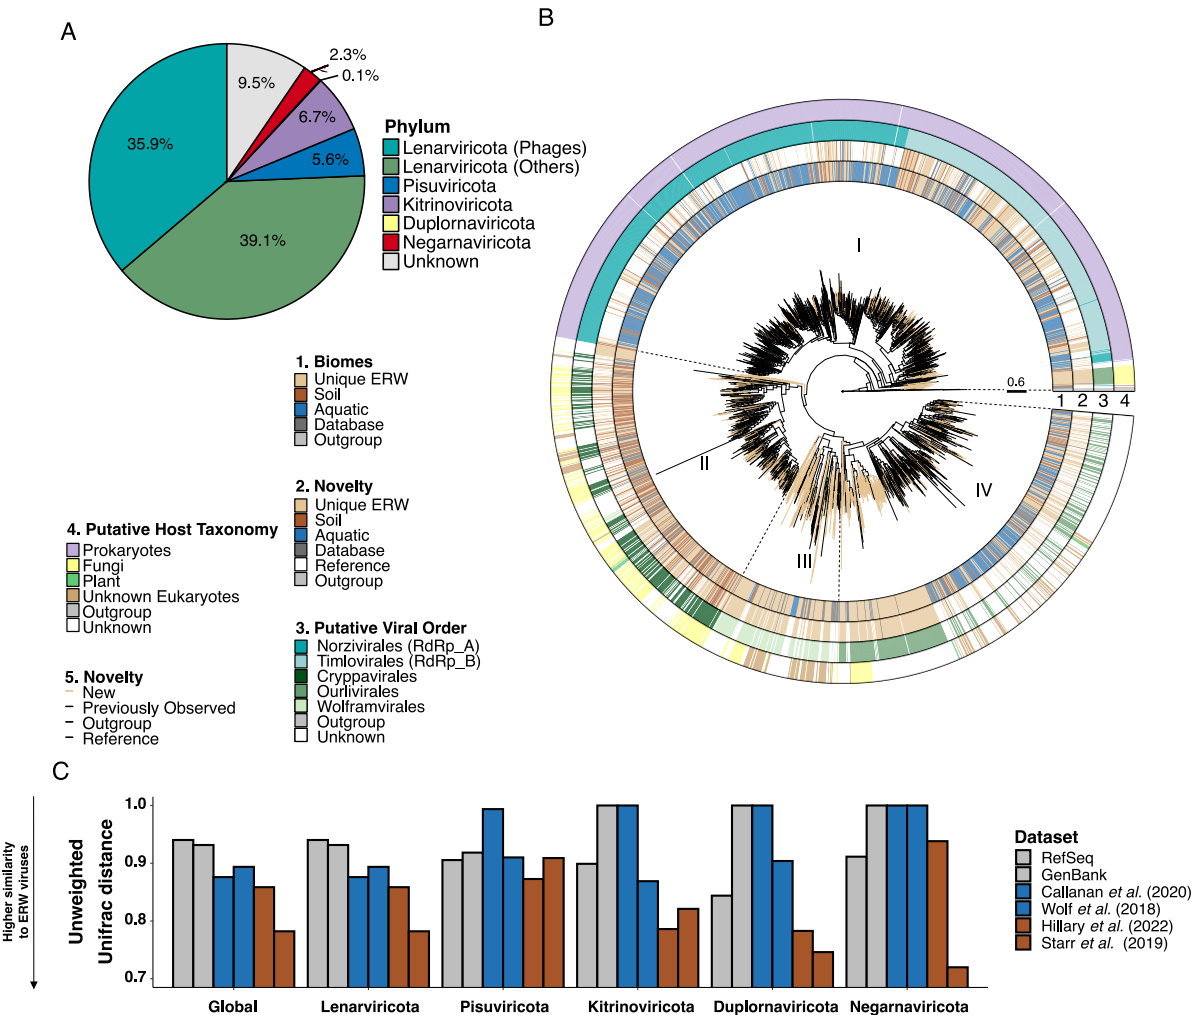 A
2.3%
0.1%
9.5%
6.7%
5.6%
35.9%
39.1%
Phylum
Lenarviricota (Phages)
Lenarviricota (Others)
Pisuviricota
Kitrinoviricota
Duplornaviricota
Negarnaviricota
Unknown
B
I
II
III
IV
0.6
1 2 3 4
1. Biomes
Unique ERW
Soil
Aquatic
Database
Outgroup
2. Novelty
Unique ERW
Soil
Aquatic
Database
Reference
Outgroup
3. Putative Viral Order
Norzivirales (RdRp_A)
Timlovirales (RdRp_B)
Cryppavirales
Ourlivirales
Wolframvirales
Outgroup
Unknown
4. Putative Host Taxonomy
Prokaryotes
Fungi
Plant
Unknown Eukaryotes
Outgroup
Unknown
5. Novelty
New
Previously Observed
Outgroup
Reference
C
Higher similarity
to ERW viruses
Unweighted
Unifrac distance
1.0
0.9
0.8
0.7
Global
Lenarviricota
Pisuviricota
Kitrinoviricota
Duplornaviricota
Negarnaviricota
Dataset
RefSeq
GenBank
Callanan et al. (2020)
Wolf et al. (2018)
Hillary et al. (2022)
Starr et al. (2019)